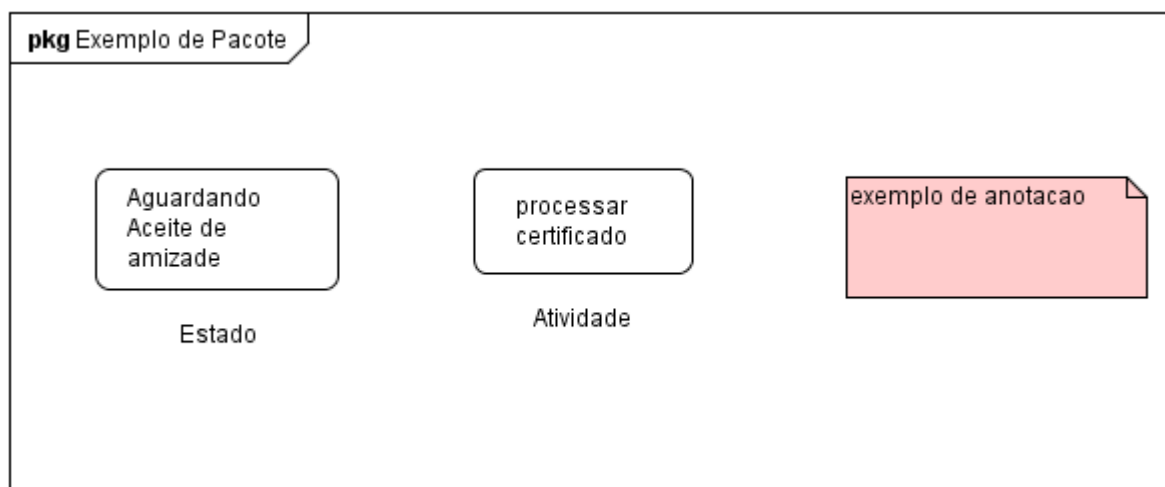 pkg Exemplo de Pacote
Aguardando
Aceite de
amizade
Estado
processar
certificado
Atividade
exemplo de anotacao